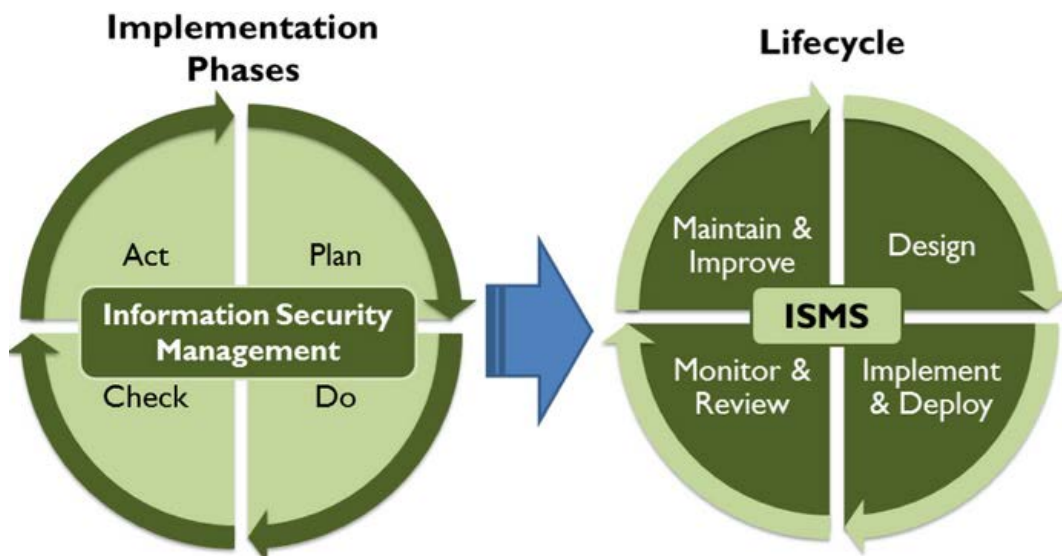 Implementation
Phases
Act
Plan
Information Security
Management
Check
Do
Lifecycle
Maintain &
Improve
Design
ISMS
Monitor &
Review
Implement
& Deploy